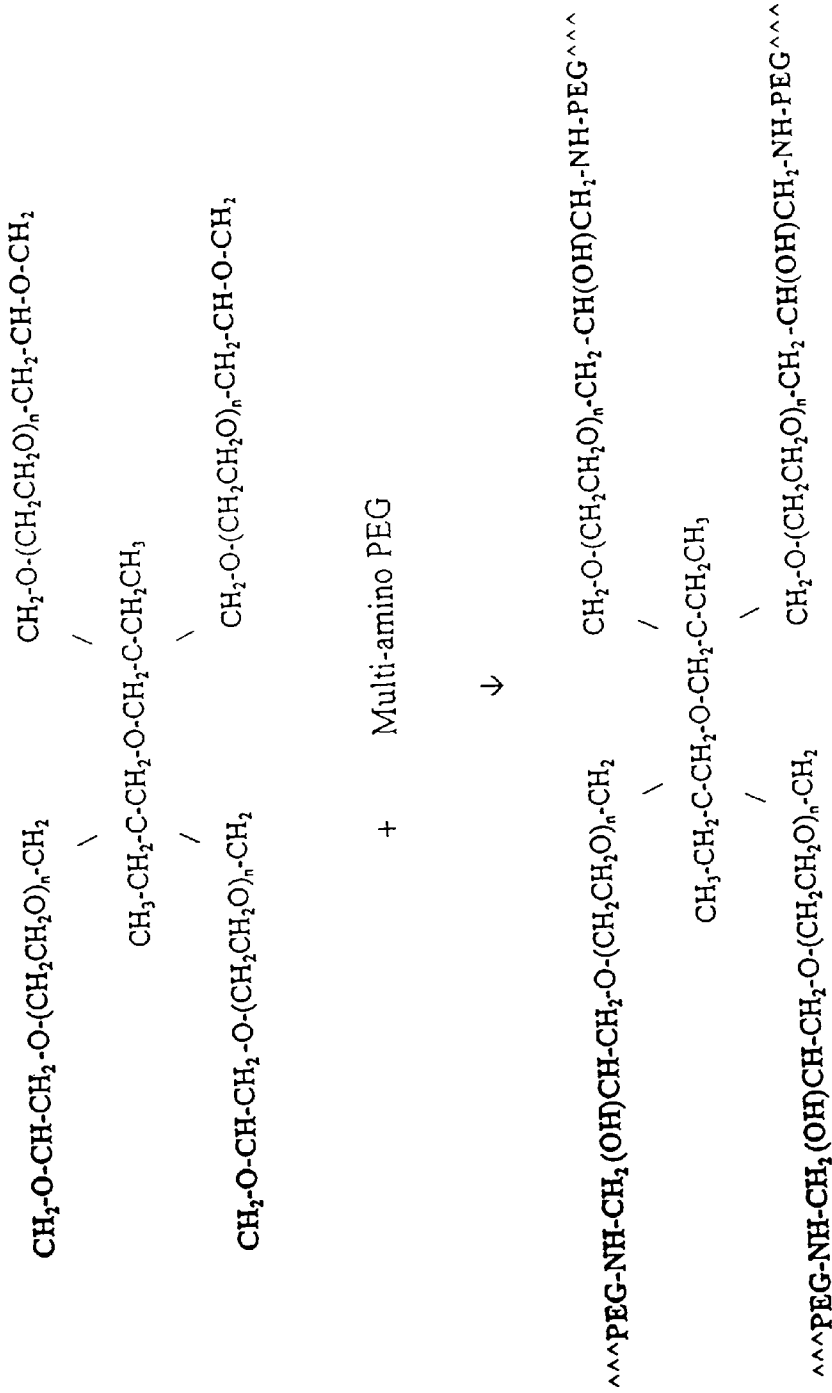 CH₂-O-CH-CH₂-O-(CH₂CH₂O)ₙ-CH₂ CH₂-O-(CH₂CH₂O)ₙ-CH₂-CH-O-CH₂
\ /
CH₃-CH₂-C-CH₂-O-CH₂-C-CH₂CH₃
/ \
CH₂-O-CH-CH₂-O-(CH₂CH₂O)ₙ-CH₂ CH₂-O-(CH₂CH₂O)ₙ-CH₂-CH-O-CH₂
+ Multi-amino PEG
↓
^^^PEG-NH-CH₂(OH)CH-CH₂-O-(CH₂CH₂O)ₙ-CH₂ CH₂-O-(CH₂CH₂O)ₙ-CH₂-CH(OH)CH₂-NH-PEG^^^
\ /
CH₃-CH₂-C-CH₂-O-CH₂-C-CH₂CH₃
/ \
^^^PEG-NH-CH₂(OH)CH-CH₂-O-(CH₂CH₂O)ₙ-CH₂ CH₂-O-(CH₂CH₂O)ₙ-CH₂-CH(OH)CH₂-NH-PEG^^^